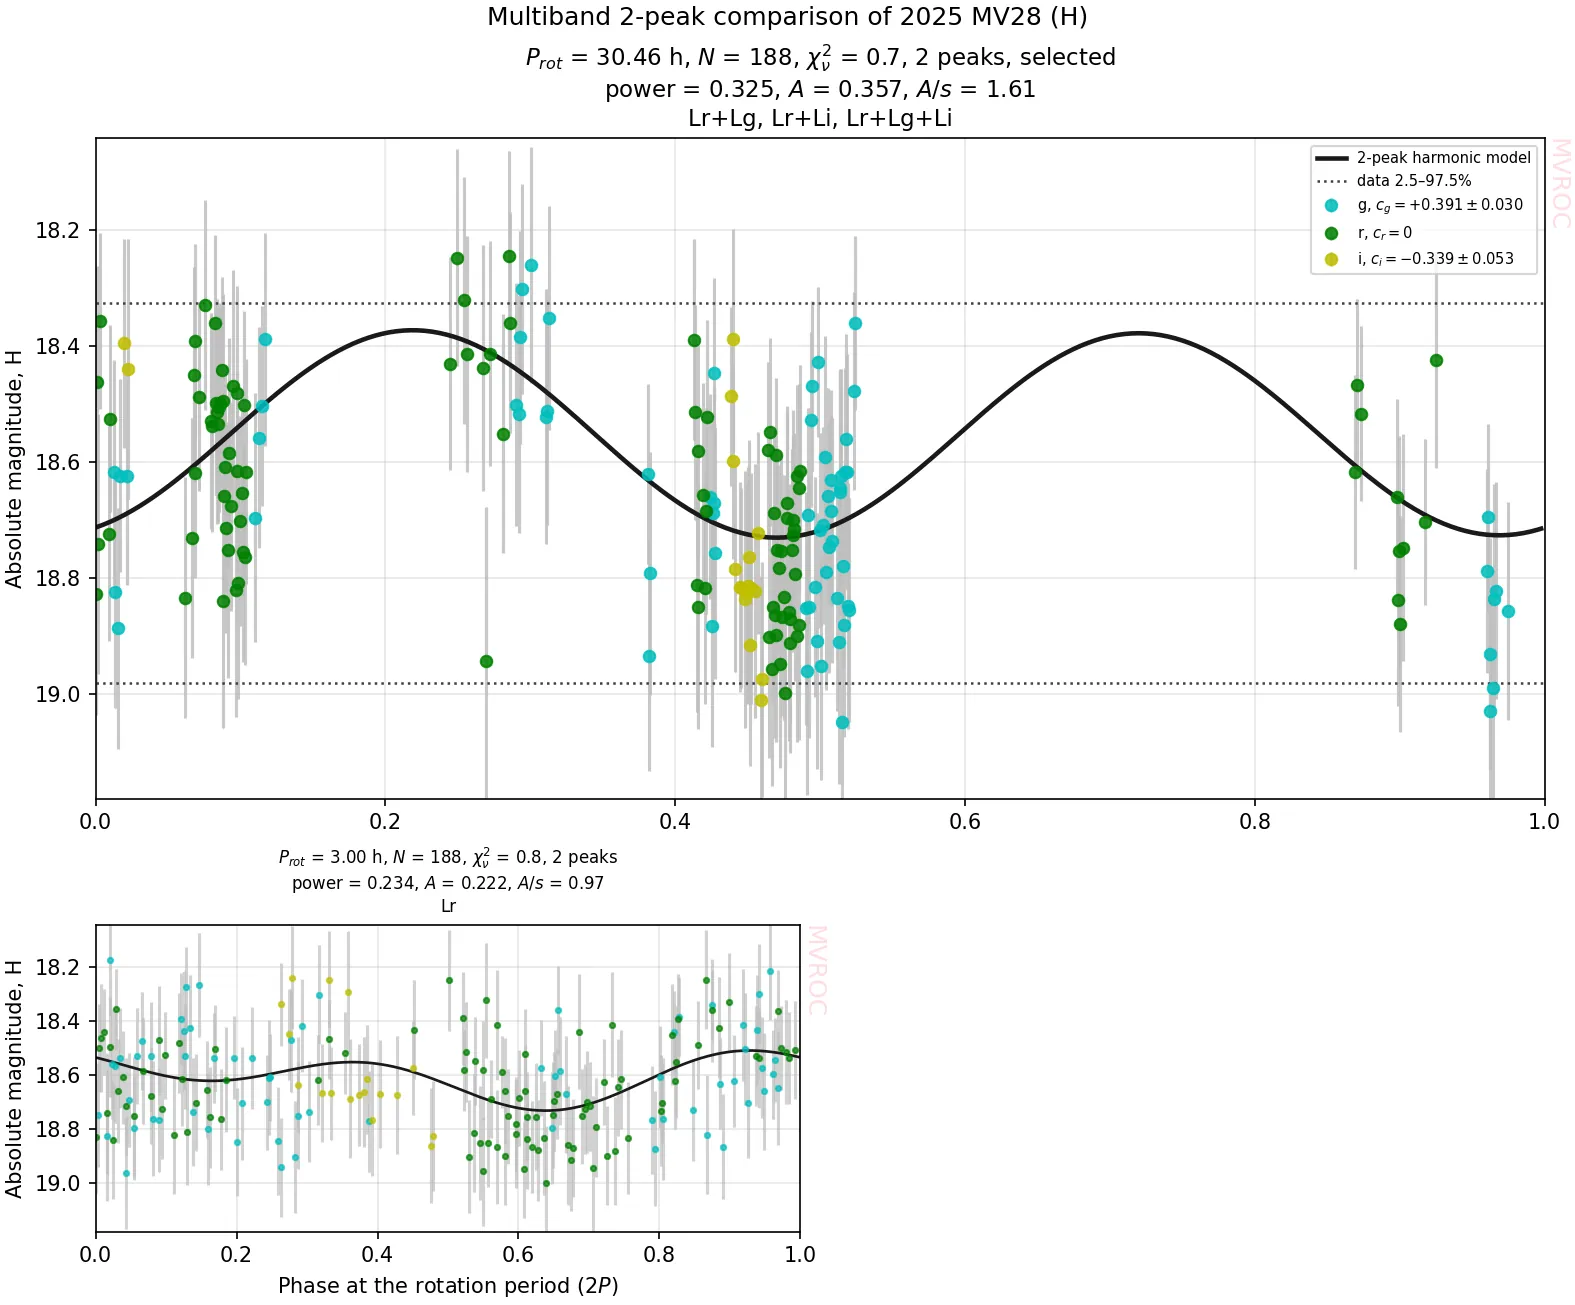 Multiband 2-peak comparison of 2025 MV28 (H)
P_rot = 30.46 h, N = 188, χ²_ν = 0.7, 2 peaks, selected
power = 0.325, A = 0.357, A/s = 1.61
Lr+Lg, Lr+Li, Lr+Lg+Li
MVROC
2-peak harmonic model
data 2.5–97.5%
g, c_g = +0.391 ± 0.030
r, c_r = 0
i, c_i = −0.339 ± 0.053
Absolute magnitude, H
18.2
18.4
18.6
18.8
19.0
0.0 0.2 0.4 0.6 0.8 1.0
P_rot = 3.00 h, N = 188, χ²_ν = 0.8, 2 peaks
power = 0.234, A = 0.222, A/s = 0.97
Lr
MVROC
Absolute magnitude, H
18.2
18.4
18.6
18.8
19.0
0.0 0.2 0.4 0.6 0.8 1.0
Phase at the rotation period (2P)